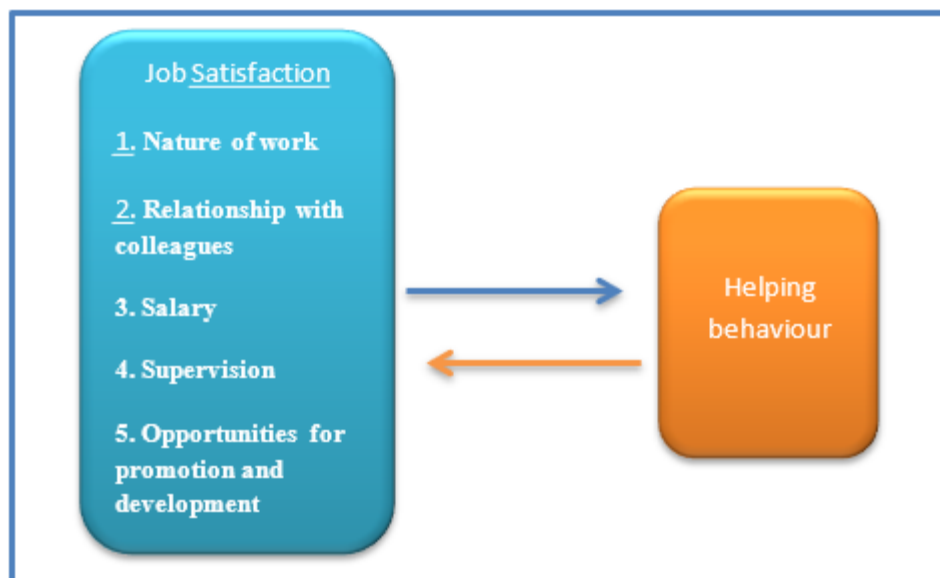 Job Satisfaction
1. Nature of work
2. Relationship with
colleagues
3. Salary
4. Supervision
5. Opportunities for
promotion and
development
Helping
behaviour